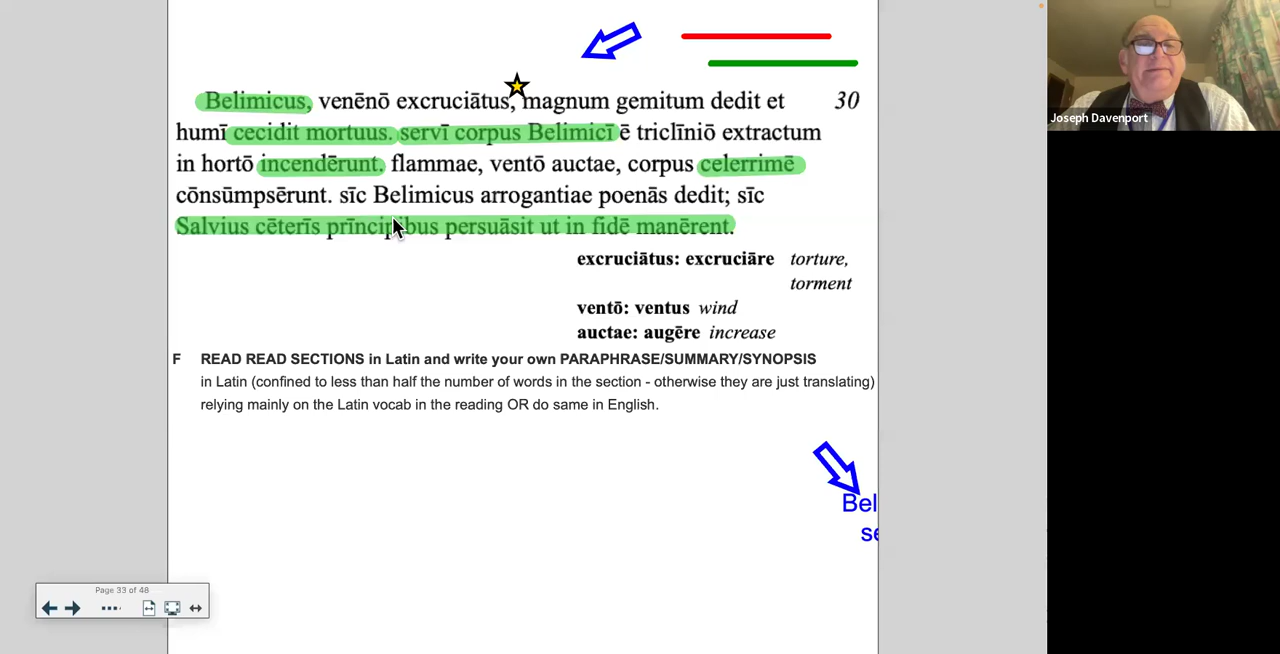 Belimicus, venēnō excruciātus, magnum gemitum dedit et 30
humī cecidit mortuus. servī corpus Belimicī ē triclīniō extractum
in hortō incendērunt. flammae, ventō auctae, corpus celerrimē
cōnsūmpsērunt. sīc Belimicus arrogantiae poenās dedit; sīc
Salvius cēterīs prīncipibus persuāsit ut in fidē manērent.
excruciātus: excruciāre torture,
torment
ventō: ventus wind
auctae: augēre increase
F READ READ SECTIONS in Latin and write your own PARAPHRASE/SUMMARY/SYNOPSIS
in Latin (confined to less than half the number of words in the section - otherwise they are just translating)
relying mainly on the Latin vocab in the reading OR do same in English.
Bel
se
Page 33 of 48
Joseph Davenport